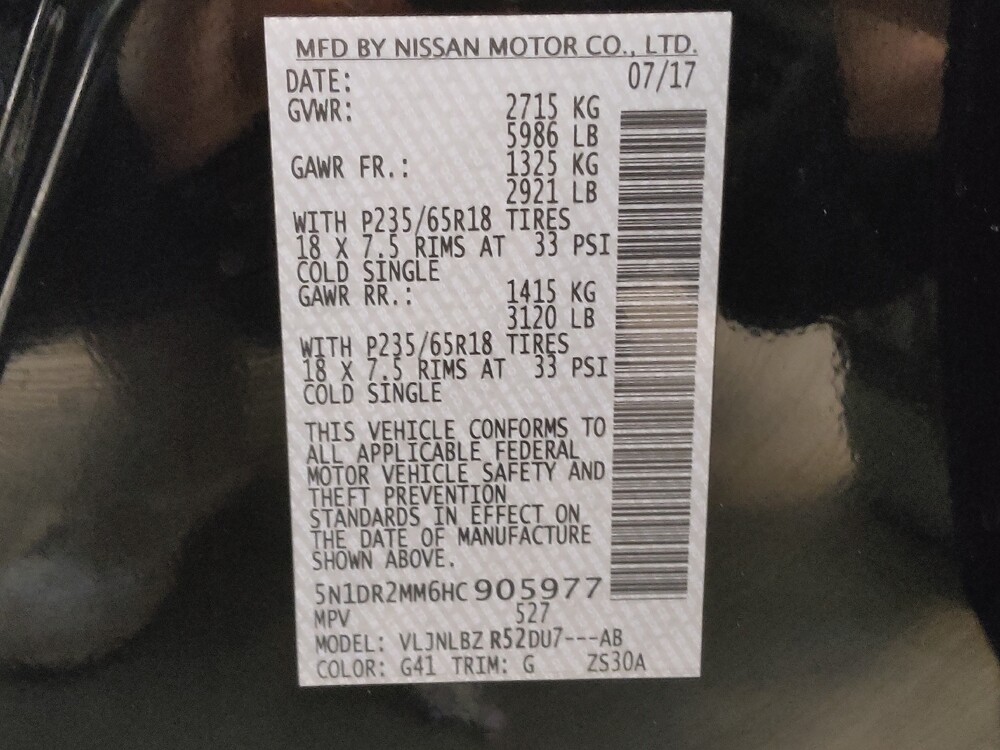 MFD BY NISSAN MOTOR CO., LTD.
DATE: 07/17
GVWR: 2715 KG
5986 LB
GAWR FR.: 1325 KG
2921 LB
WITH P235/65R18 TIRES
18 X 7.5 RIMS AT 33 PSI
COLD SINGLE
GAWR RR.: 1415 KG
3120 LB
WITH P235/65R18 TIRES
18 X 7.5 RIMS AT 33 PSI
COLD SINGLE
THIS VEHICLE CONFORMS TO
ALL APPLICABLE FEDERAL
MOTOR VEHICLE SAFETY AND
THEFT PREVENTION
STANDARDS IN EFFECT ON
THE DATE OF MANUFACTURE
SHOWN ABOVE.
5N1DR2MM6HC905977
MPV 527
MODEL: VLJNLBZ R52DU7---AB
COLOR: G41 TRIM: G ZS30A